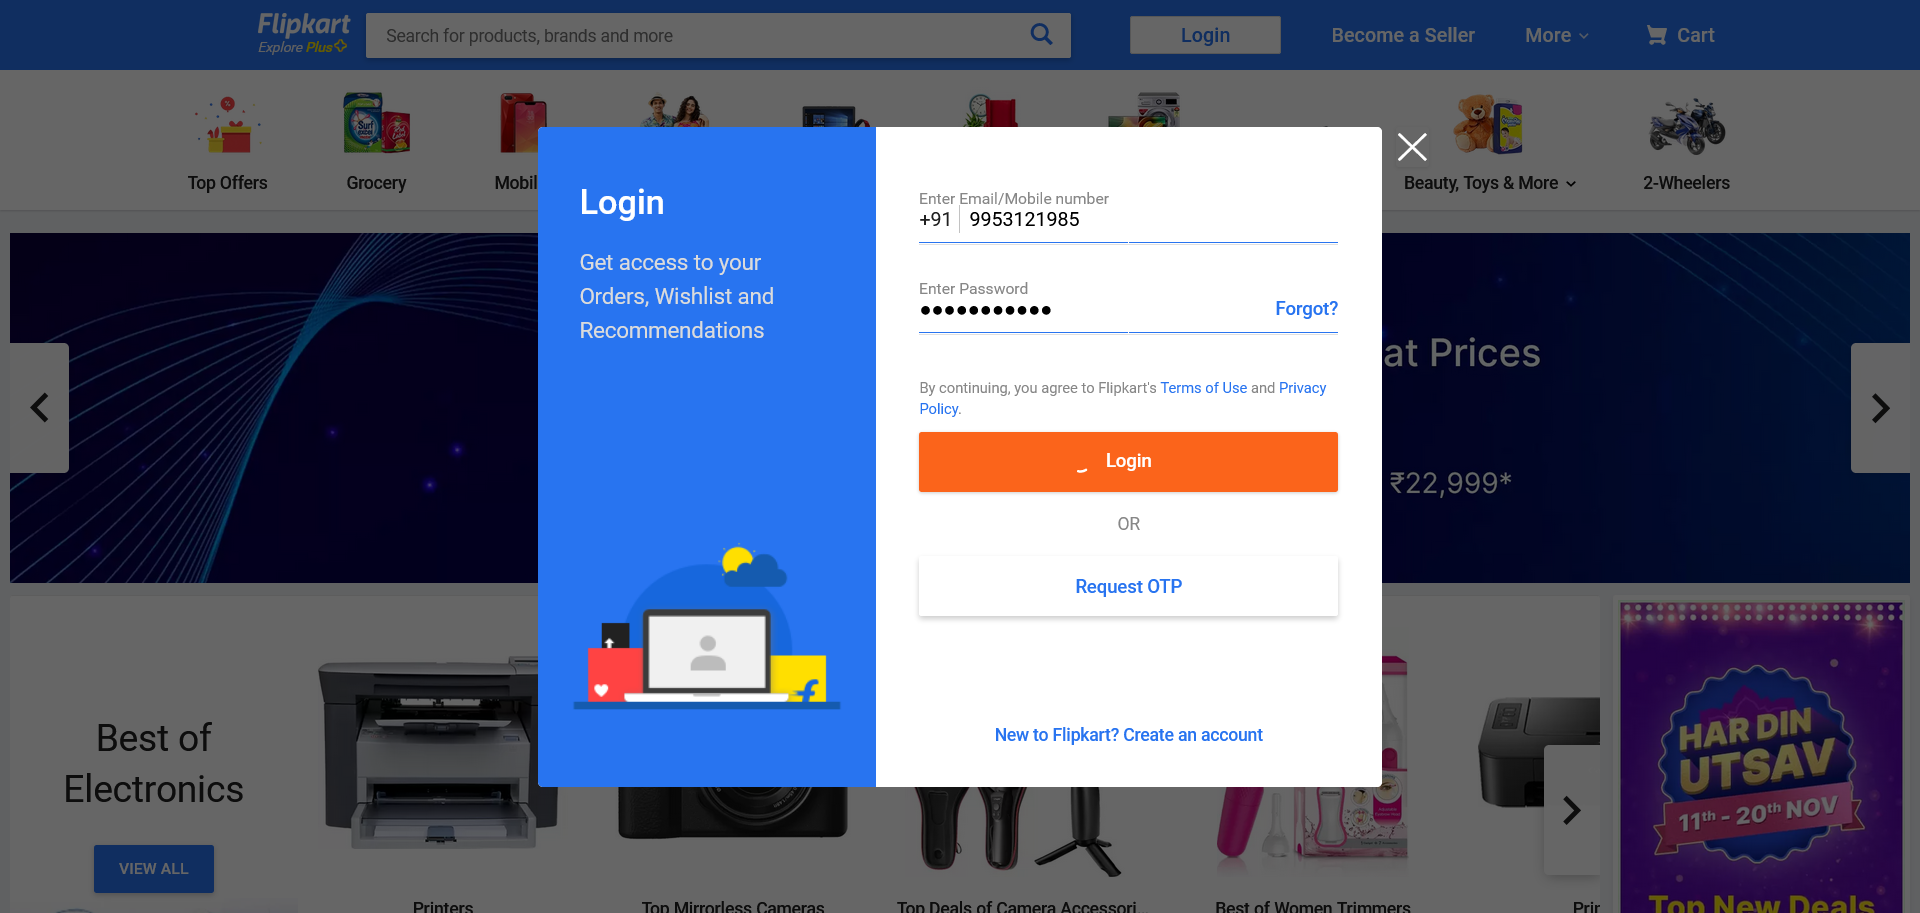 Flipkart
Explore Plus
Search for products, brands and more
Login
Become a Seller
More
Cart
Top Offers
Grocery
Mobil
Beauty, Toys & More
2-Wheelers
Login
Get access to your
Orders, Wishlist and
Recommendations
Enter Email/Mobile number
+91 9953121985
Enter Password
Forgot?
By continuing, you agree to Flipkart's Terms of Use and Privacy
Policy.
Login
OR
Request OTP
New to Flipkart? Create an account
at Prices
₹22,999*
Best of
Electronics
VIEW ALL
HAR DIN
UTSAV
11th - 20th NOV
Top New Deals
Printers
Top Mirrorless Cameras
Top Deals of Camera Accessori...
Best of Women Trimmers
Prir